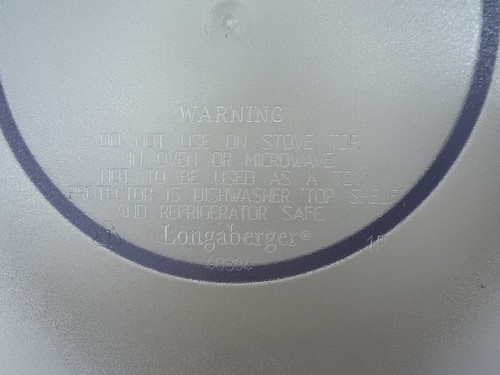 WARNING
DO NOT USE ON STOVE TOP,
IN OVEN OR MICROWAVE.
NOT TO BE USED AS A TOY.
PROTECTOR IS DISHWASHER TOP SHELF
AND REFRIGERATOR SAFE.
Longaberger®